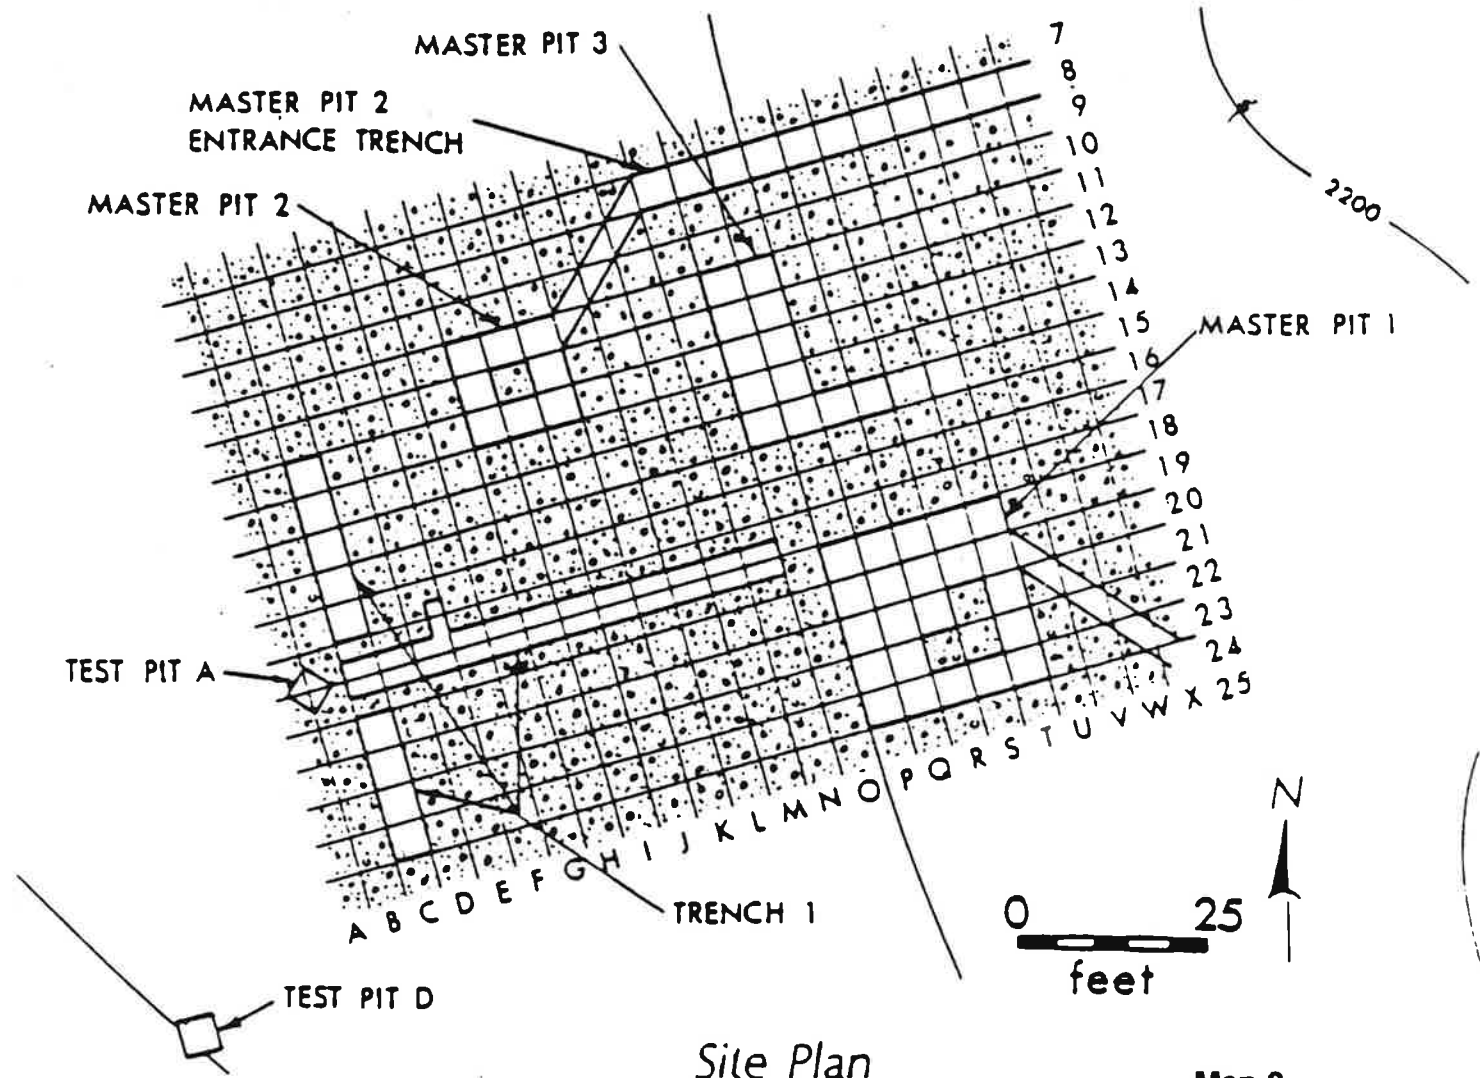 MASTER PIT 3
MASTER PIT 2
ENTRANCE TRENCH
MASTER PIT 2
7
8
9
10
11
12
13
14
15
16
17
18
19
20
21
22
23
24
25
2200
MASTER PIT 1
TEST PIT A
A B C D E F G H I J K L M N O P Q R S T U V W X
TRENCH 1
TEST PIT D
0 25
feet
N
Site Plan